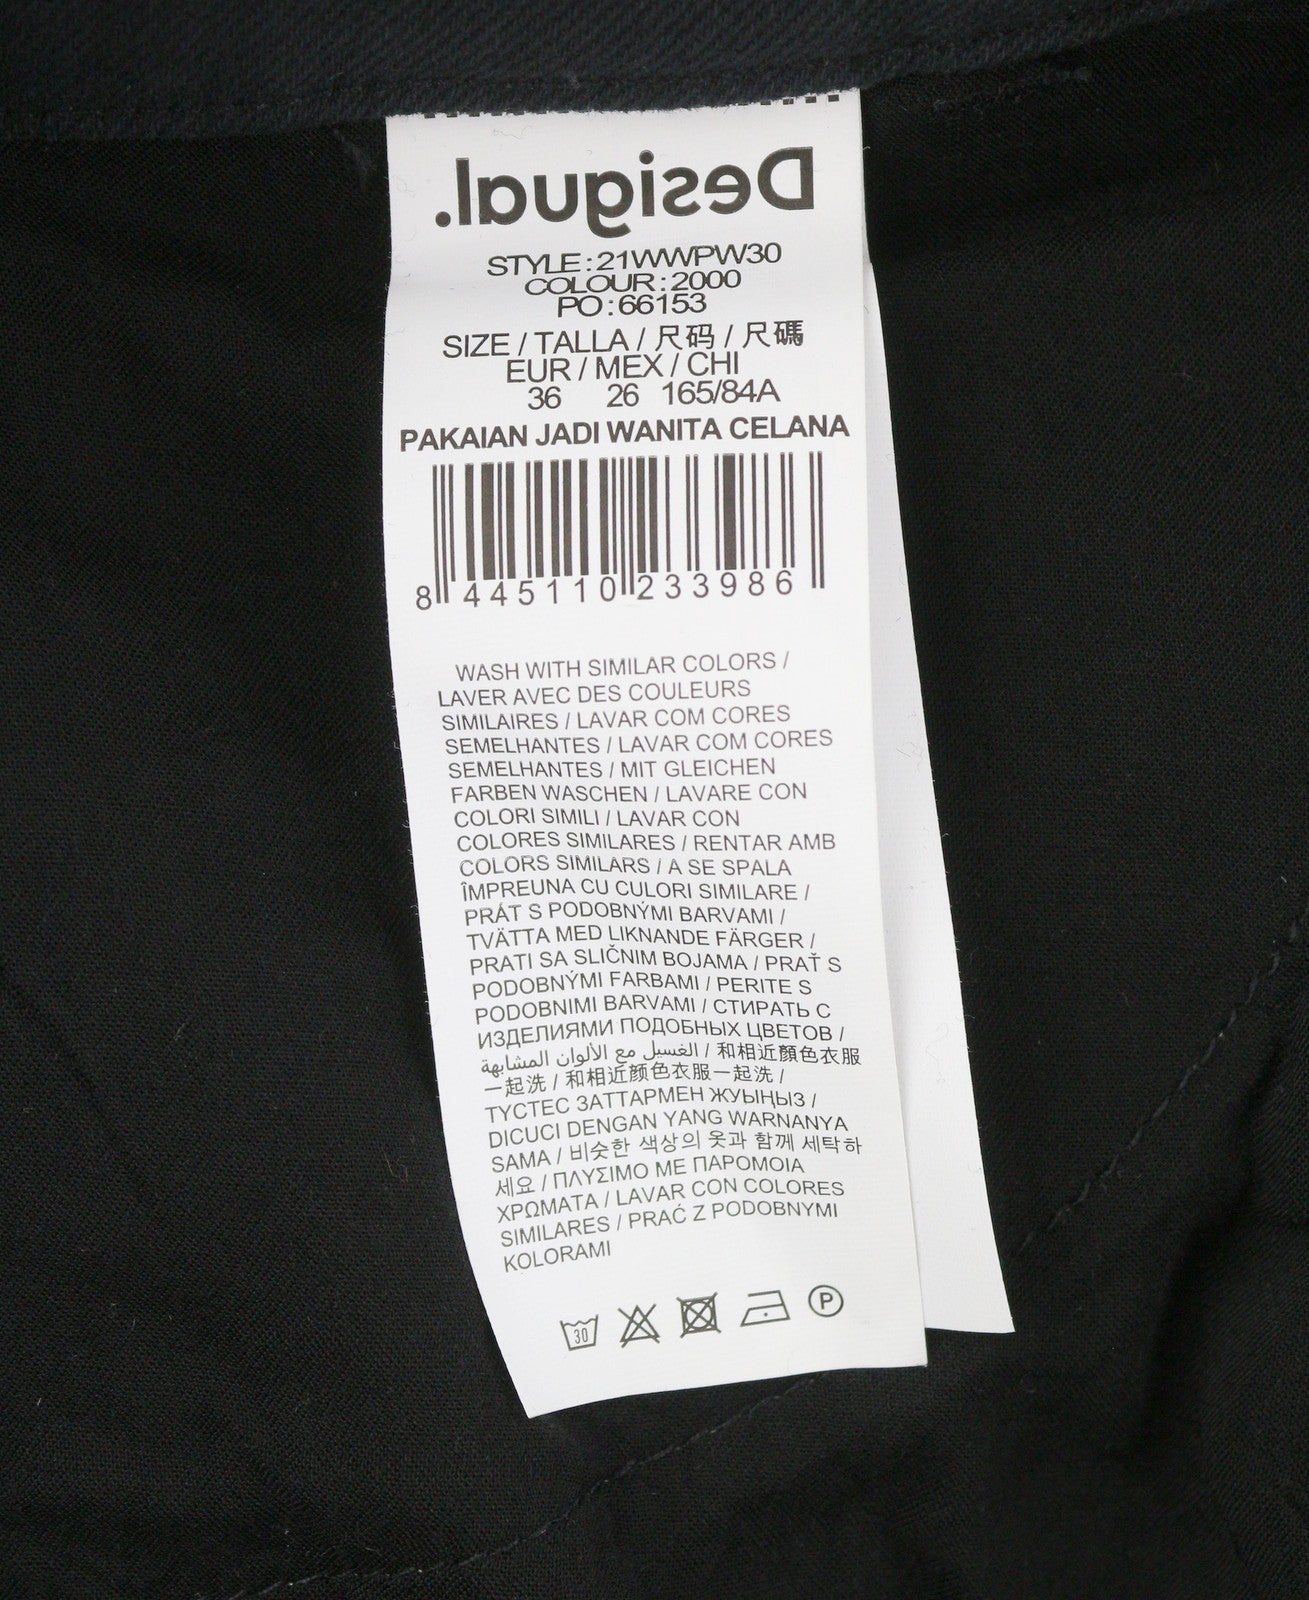 Desigual.
STYLE : 21WWPW30
COLOUR : 2000
PO : 66153
SIZE / TALLA / 尺码 / 尺碼
EUR / MEX / CHI
36 26 165/84A
PAKAIAN JADI WANITA CELANA
8 445110 233986
WASH WITH SIMILAR COLORS /
LAVER AVEC DES COULEURS
SIMILAIRES / LAVAR COM CORES
SEMELHANTES / LAVAR COM CORES
SEMELHANTES / MIT GLEICHEN
FARBEN WASCHEN / LAVARE CON
COLORI SIMILI / LAVAR CON
COLORES SIMILARES / RENTAR AMB
COLORS SIMILARS / A SE SPALA
ÎMPREUNA CU CULORI SIMILARE /
PRÁT S PODOBNÝMI BARVAMI /
TVÄTTA MED LIKNANDE FÄRGER /
PRATI SA SLIČNIM BOJAMA / PRAŤ S
PODOBNÝMI FARBAMI / PERITE S
PODOBNIMI BARVAMI / СТИРАТЬ С
ИЗДЕЛИЯМИ ПОДОБНЫХ ЦВЕТОВ /
الغسيل مع الألوان المشابهة / 和相近顏色衣服
一起洗 / 和相近颜色衣服一起洗 /
ТҮСТЕС ЗАТТАРМЕН ЖУЫҢЫЗ /
DICUCI DENGAN YANG WARNANYA
SAMA / 비슷한 색상의 옷과 함께 세탁하
세요 / ΠΛΥΣΙΜΟ ΜΕ ΠΑΡΟΜΟΙΑ
ΧΡΩΜΑΤΑ / LAVAR CON COLORES
SIMILARES / PRAĆ Z PODOBNYMI
KOLORAMI
30 P